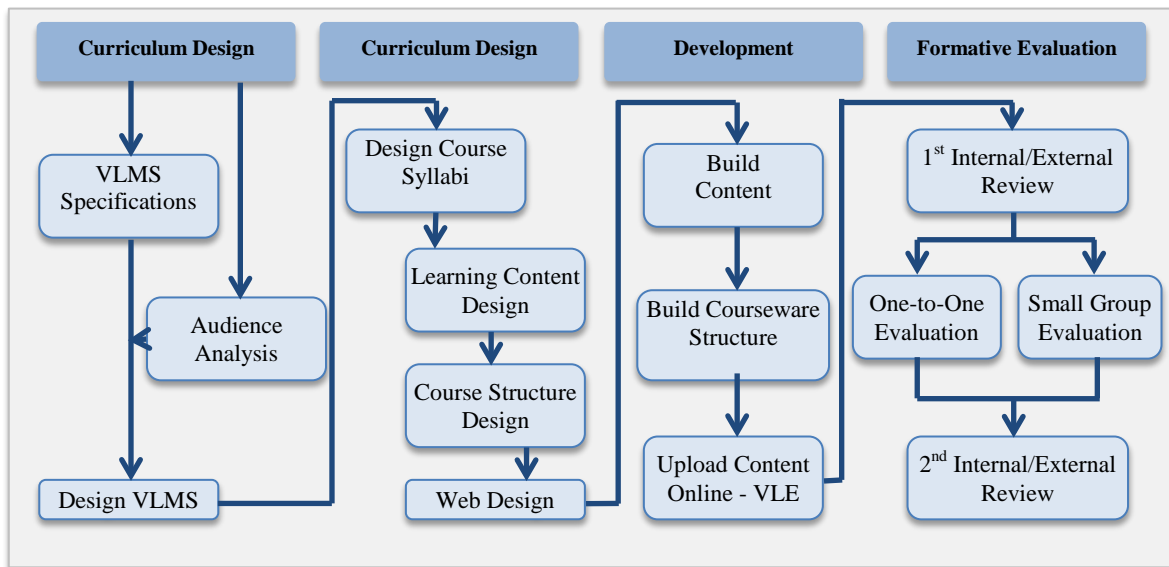 Curriculum Design
VLMS
Specifications
Audience
Analysis
Design VLMS
Curriculum Design
Design Course
Syllabi
Learning Content
Design
Course Structure
Design
Web Design
Development
Build
Content
Build Courseware
Structure
Upload Content
Online - VLE
Formative Evaluation
1st Internal/External
Review
One-to-One
Evaluation
Small Group
Evaluation
2nd Internal/External
Review